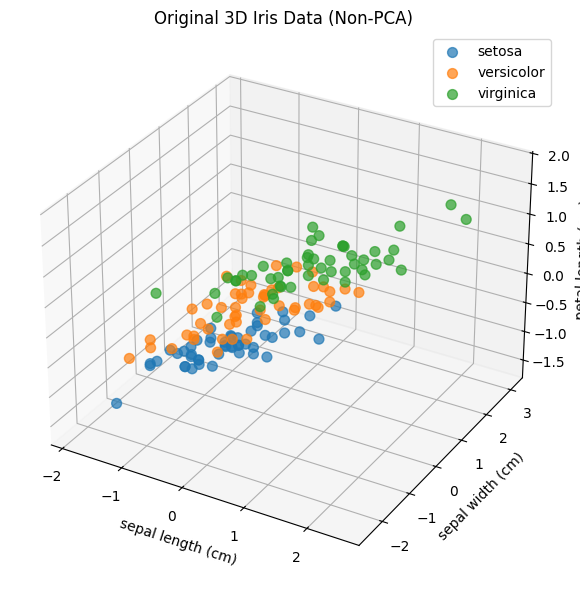 Original 3D Iris Data (Non-PCA)
setosa
versicolor
virginica
2.0
1.5
1.0
0.5
0.0
−0.5
−1.0
−1.5
petal length
3
2
1
0
−1
−2
sepal width (cm)
−2
−1
0
1
2
sepal length (cm)